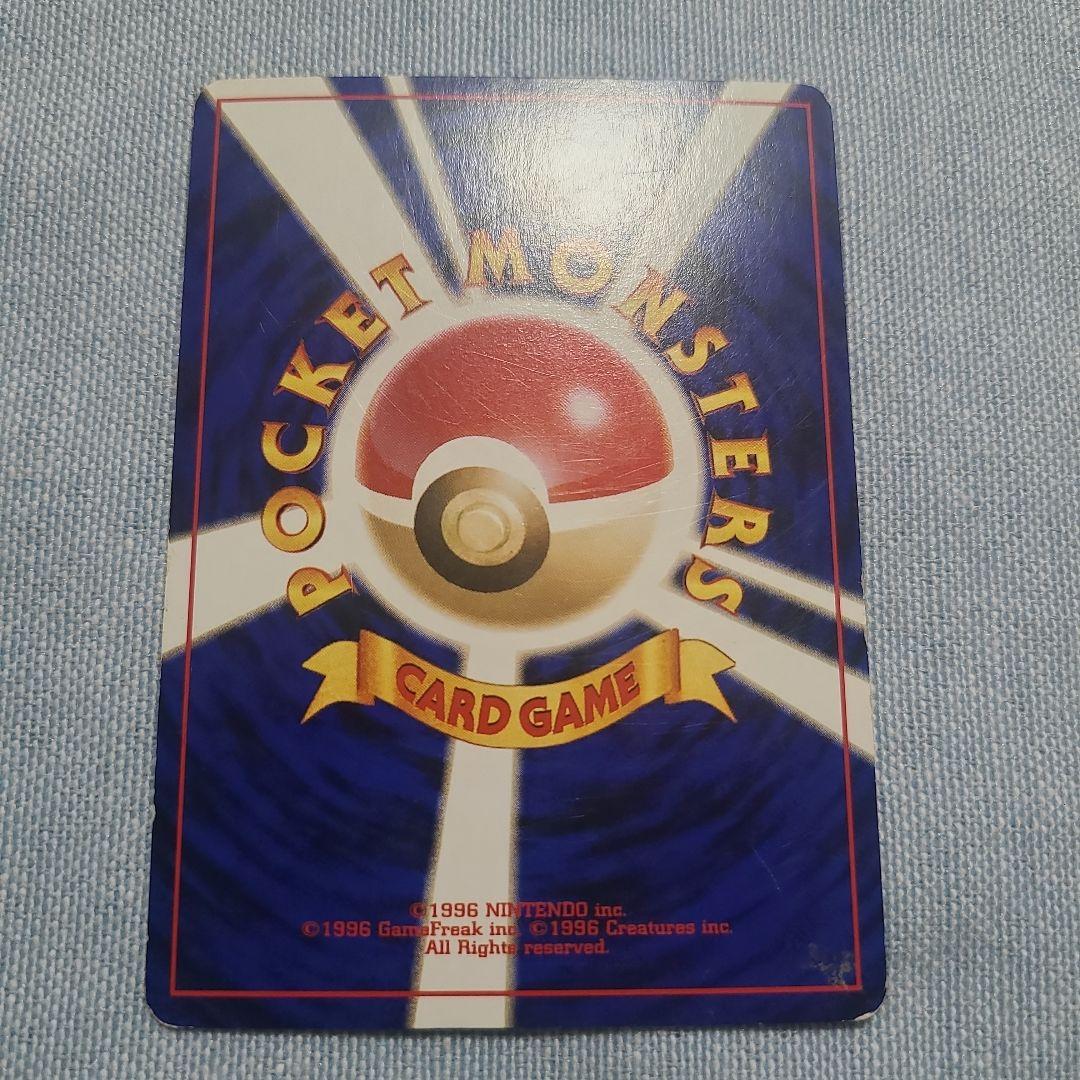 POCKET MONSTERS
CARD GAME
©1996 NINTENDO inc.
©1996 GameFreak inc. ©1996 Creatures inc.
All Rights reserved.